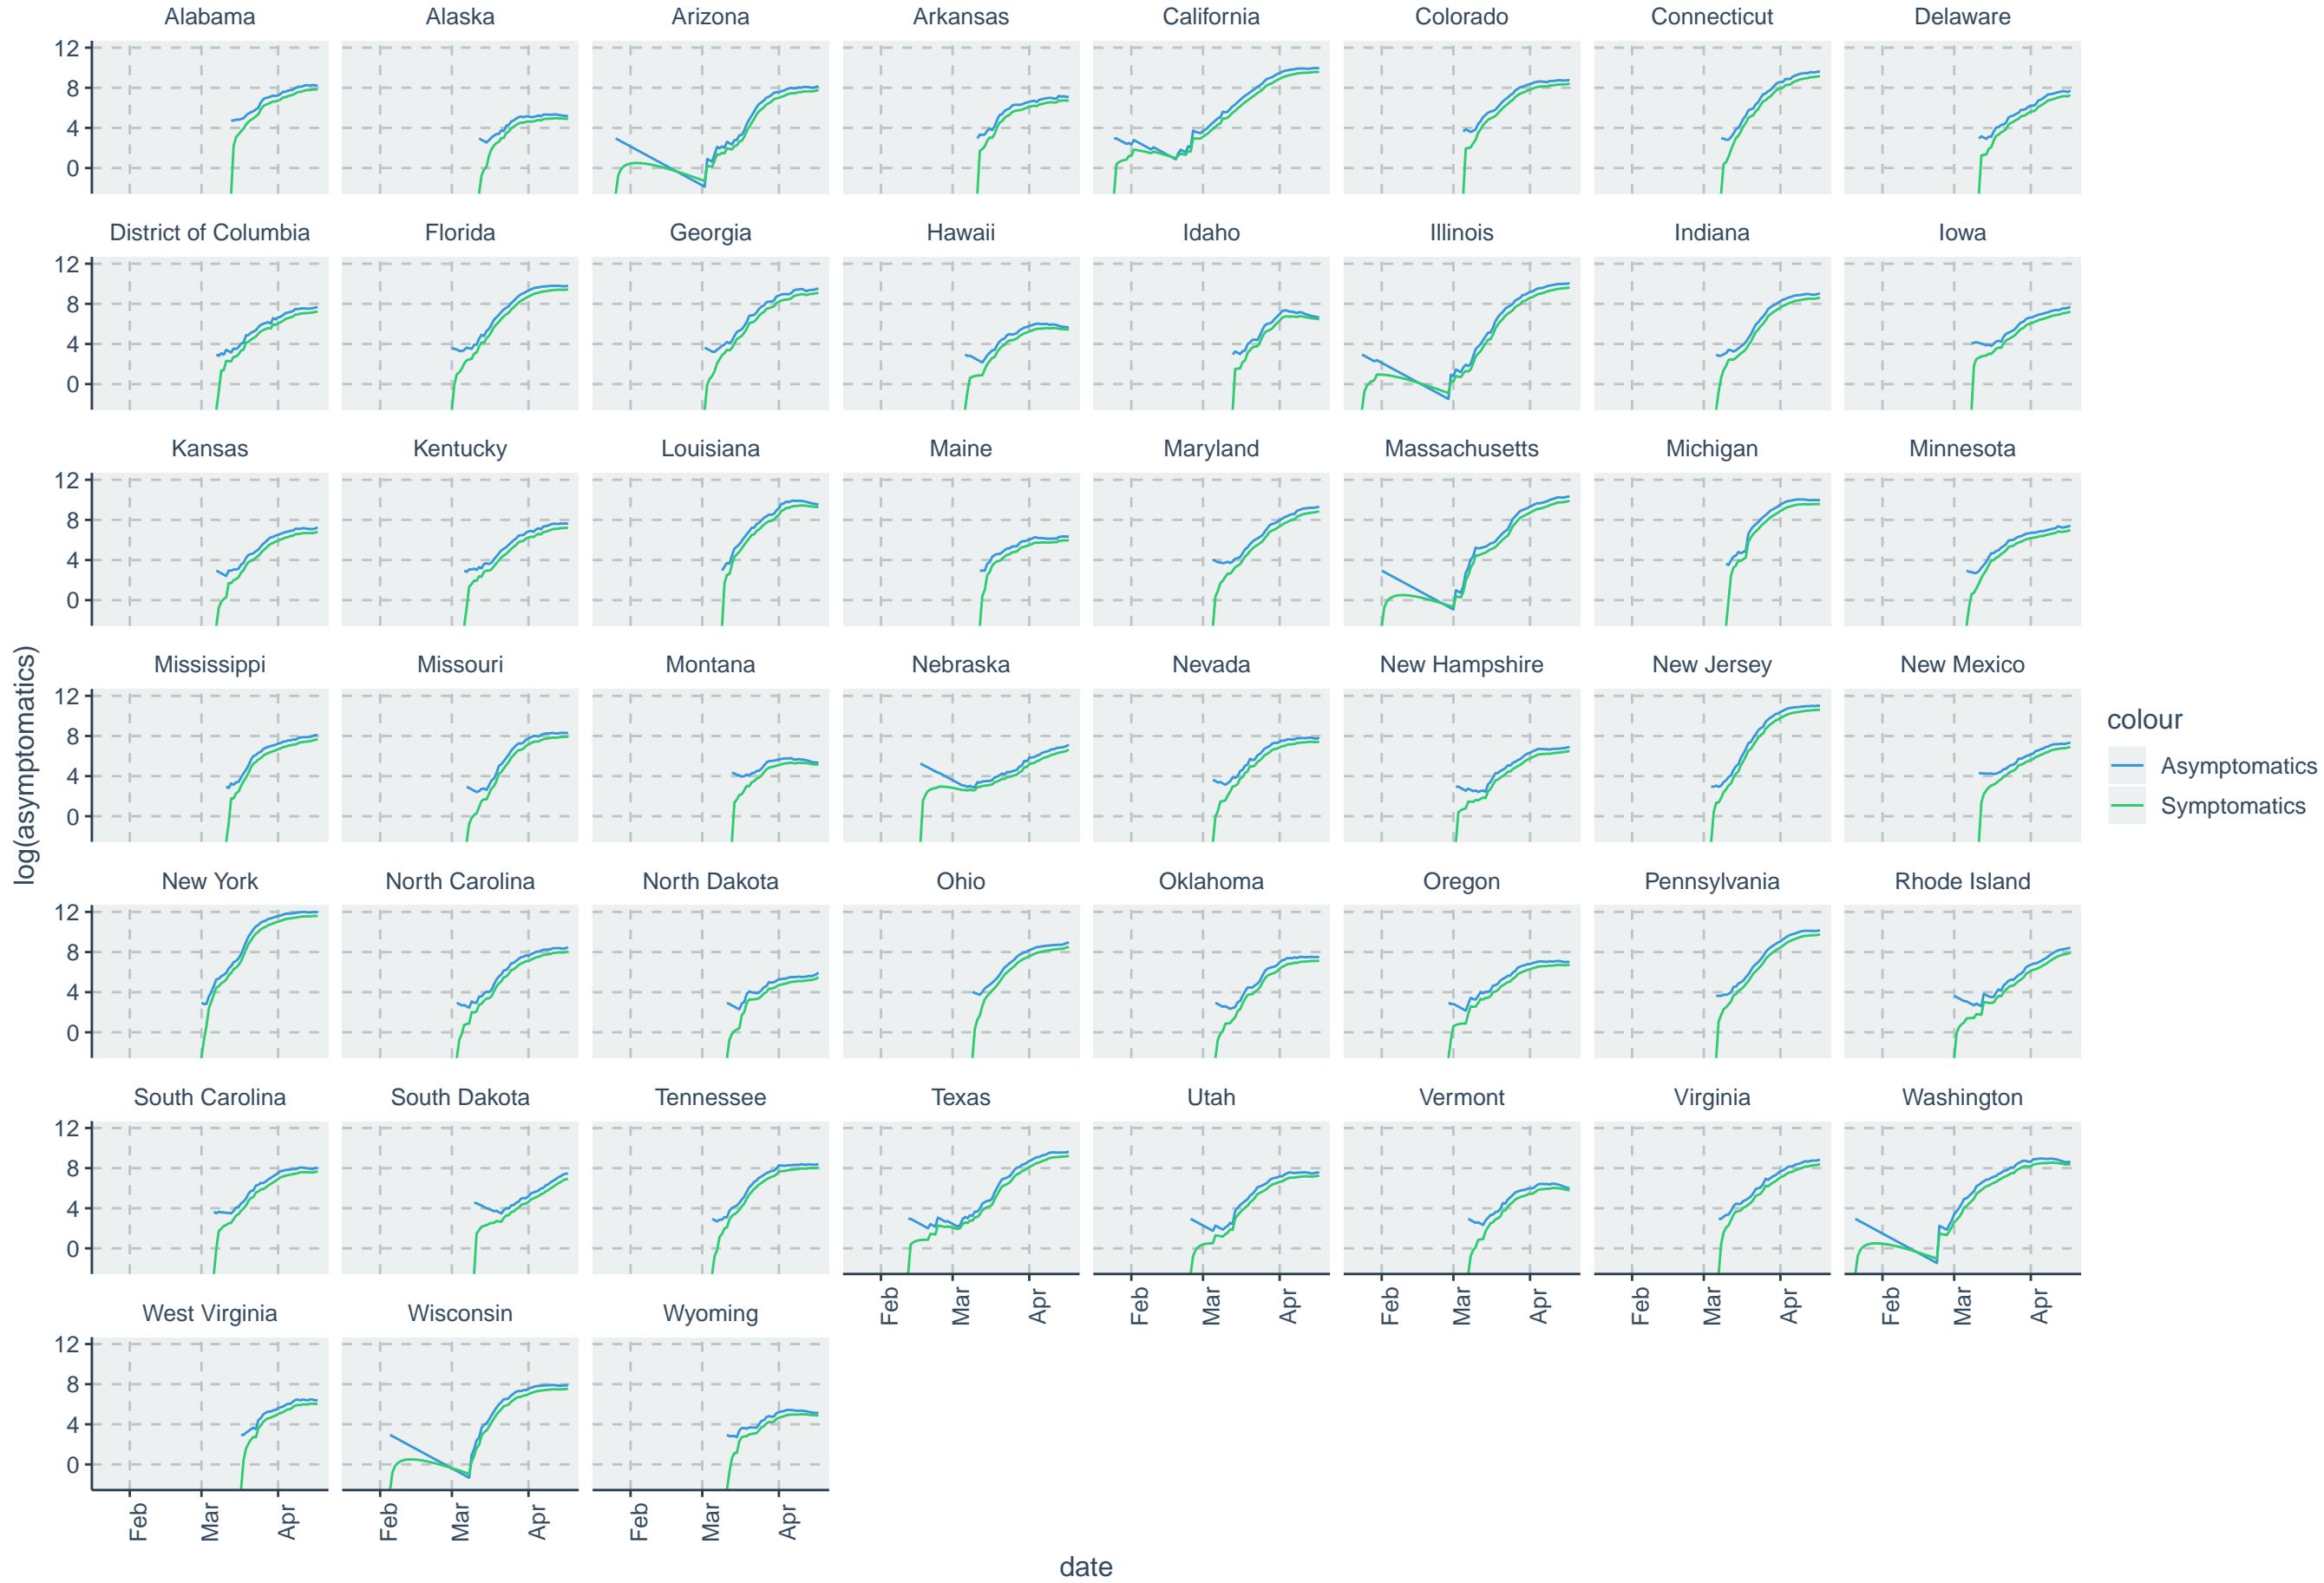 Alabama Alaska Arizona Arkansas California Colorado Connecticut Delaware
12
8
4
0
District of Columbia Florida Georgia Hawaii Idaho Illinois Indiana Iowa
12
8
4
0
Kansas Kentucky Louisiana Maine Maryland Massachusetts Michigan Minnesota
12
8
4
0
Mississippi Missouri Montana Nebraska Nevada New Hampshire New Jersey New Mexico
12
8
4
0
log(asymptomatics)
colour
Asymptomatics
Symptomatics
New York North Carolina North Dakota Ohio Oklahoma Oregon Pennsylvania Rhode Island
12
8
4
0
South Carolina South Dakota Tennessee Texas Utah Vermont Virginia Washington
12
8
4
0
Feb Mar Apr Feb Mar Apr Feb Mar Apr Feb Mar Apr Feb Mar Apr
West Virginia Wisconsin Wyoming
12
8
4
0
Feb Mar Apr Feb Mar Apr Feb Mar Apr
date